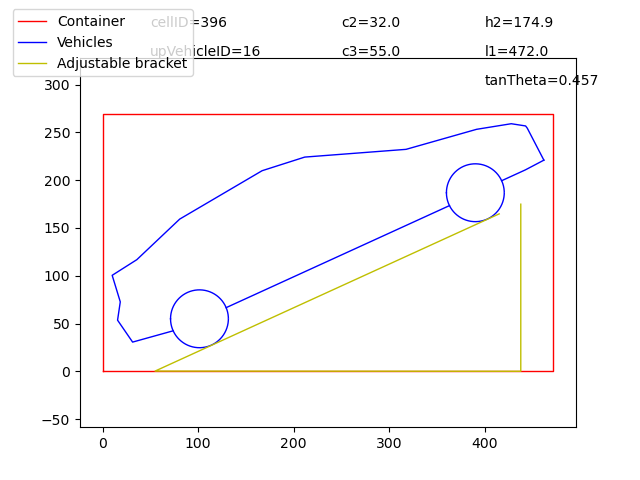 cellID=396 c2=32.0 h2=174.9
upVehicleID=16 c3=55.0 l1=472.0
tanTheta=0.457
Container
Vehicles
Adjustable bracket
300
250
200
150
100
50
0
−50
0 100 200 300 400